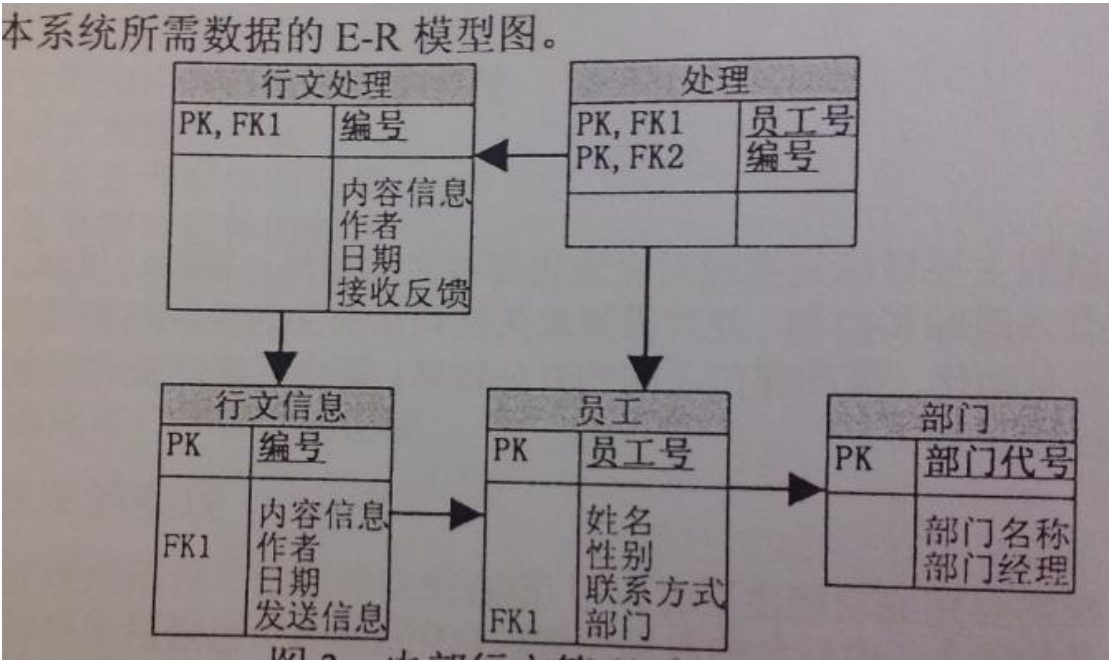 本系统所需数据的 E-R 模型图。
行文处理
PK, FK1 编号
内容信息
作者
日期
接收反馈
处理
PK, FK1 员工号
PK, FK2 编号
行文信息
PK 编号
内容信息
FK1 作者
日期
发送信息
员工
PK 员工号
姓名
性别
联系方式
FK1 部门
部门
PK 部门代号
部门名称
部门经理